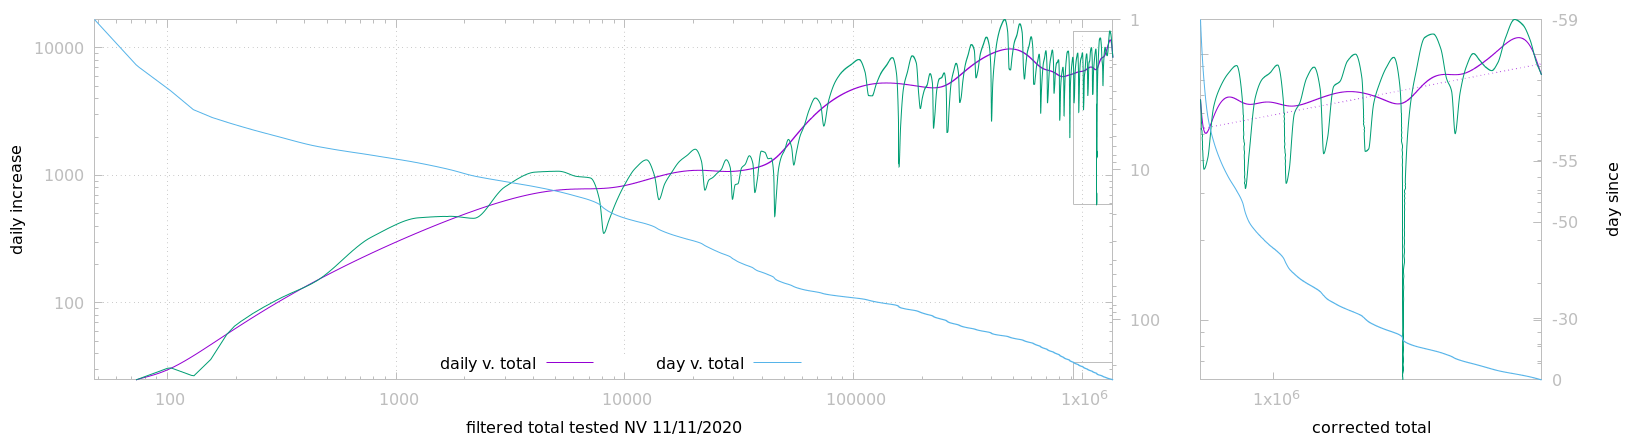 10000
1000
100
daily increase
100
1000
10000
100000
1x10^6
filtered total tested NV 11/11/2020
daily v. total
day v. total
1
10
100
1x10^6
corrected total
-59
-55
-50
-30
0
day since